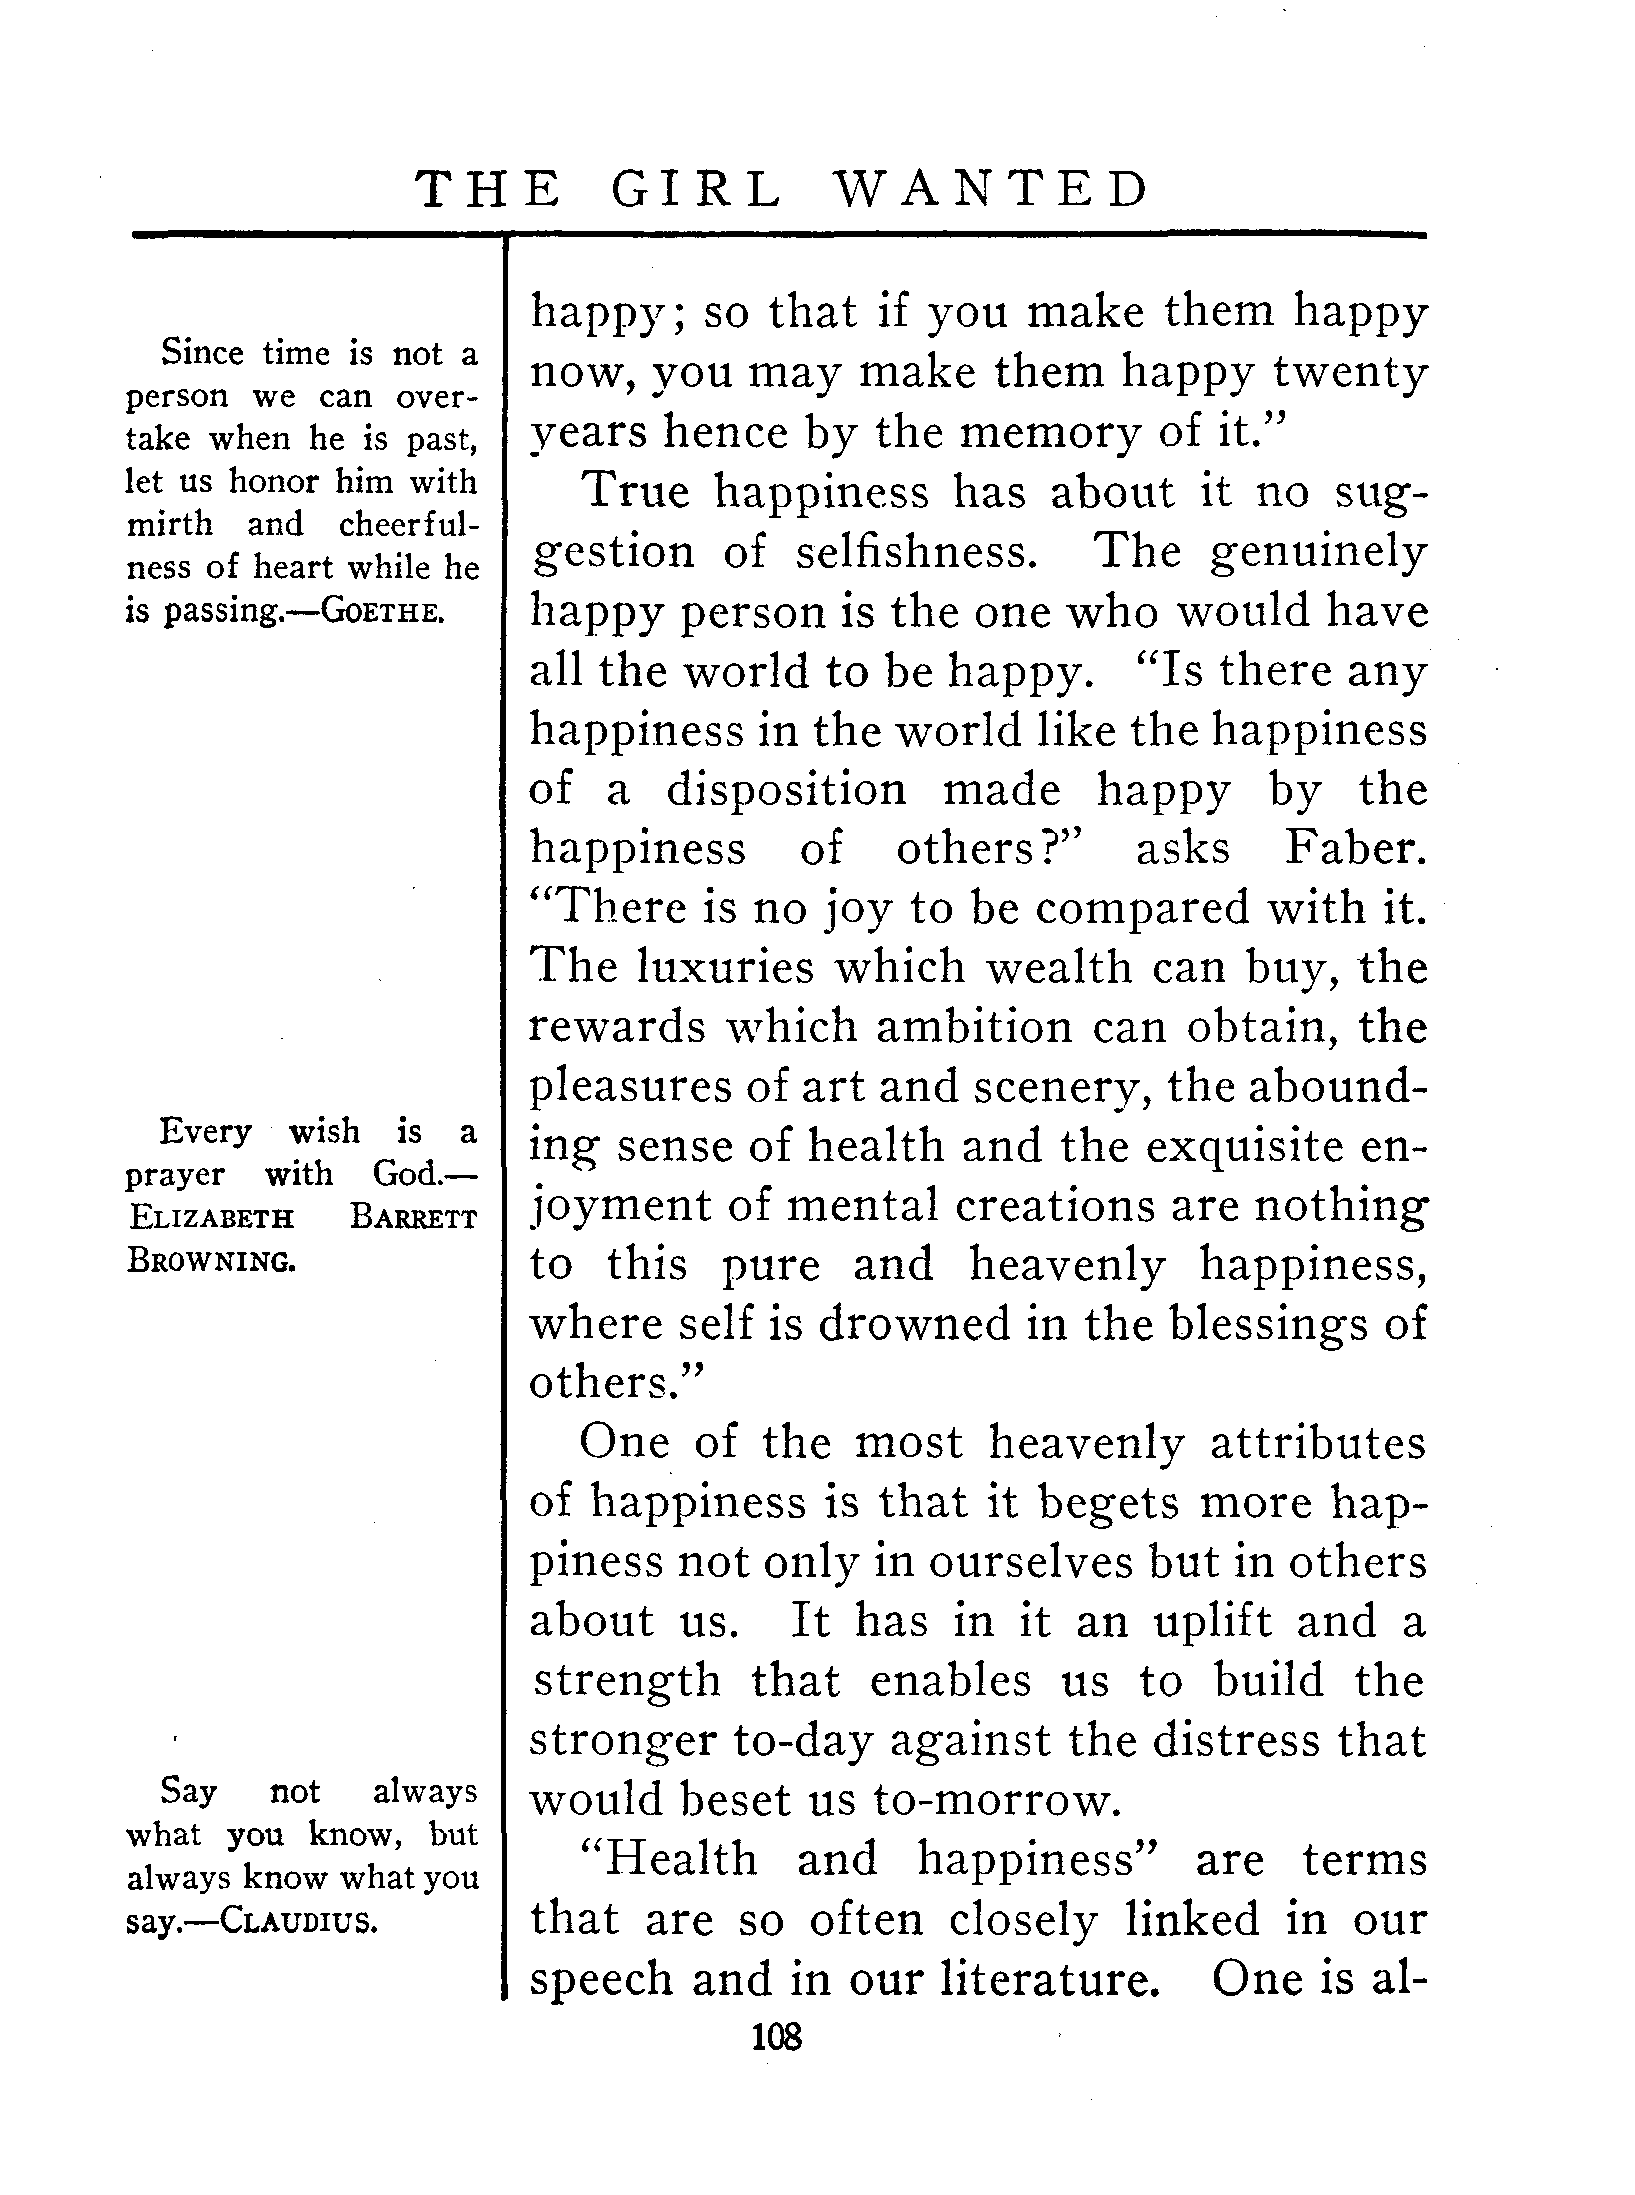 THE GIRL WANTED
Since time is not a
person we can over-
take when he is past,
let us honor him with
mirth and cheerful-
ness of heart while he
is passing.—GOETHE.
Every wish is a
prayer with God.—
ELIZABETH BARRETT
BROWNING.
Say not always
what you know, but
always know what you
say.—CLAUDIUS.
happy; so that if you make them happy
now, you may make them happy twenty
years hence by the memory of it.”
True happiness has about it no sug-
gestion of selfishness. The genuinely
happy person is the one who would have
all the world to be happy. “Is there any
happiness in the world like the happiness
of a disposition made happy by the
happiness of others?” asks Faber.
“There is no joy to be compared with it.
The luxuries which wealth can buy, the
rewards which ambition can obtain, the
pleasures of art and scenery, the abound-
ing sense of health and the exquisite en-
joyment of mental creations are nothing
to this pure and heavenly happiness,
where self is drowned in the blessings of
others.”
One of the most heavenly attributes
of happiness is that it begets more hap-
piness not only in ourselves but in others
about us. It has in it an uplift and a
strength that enables us to build the
stronger to-day against the distress that
would beset us to-morrow.
“Health and happiness” are terms
that are so often closely linked in our
speech and in our literature. One is al-
108